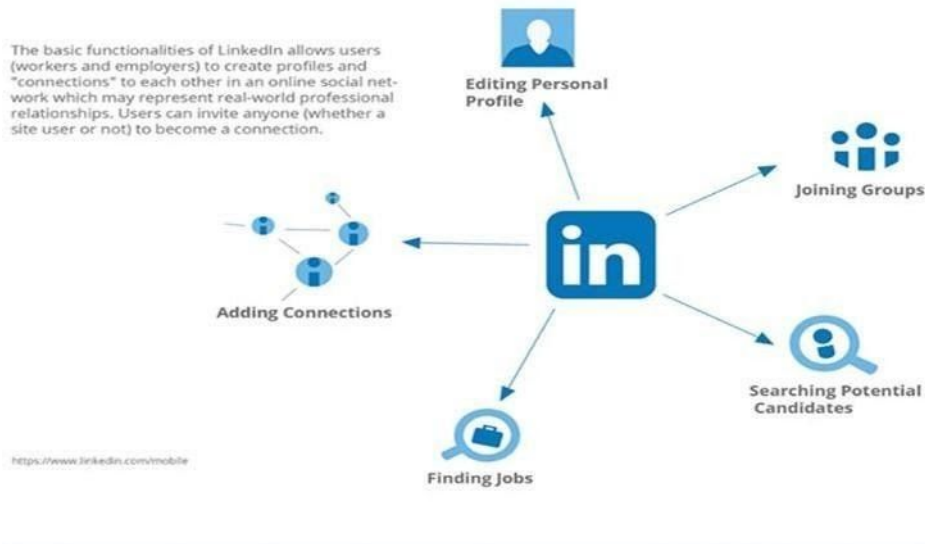 The basic functionalities of LinkedIn allows users
(workers and employers) to create profiles and
"connections" to each other in an online social net-
work which may represent real-world professional
relationships. Users can invite anyone (whether a
site user or not) to become a connection.
Editing Personal
Profile
Joining Groups
in
Adding Connections
Searching Potential
Candidates
Finding Jobs
https://www.linkedin.com/mobile